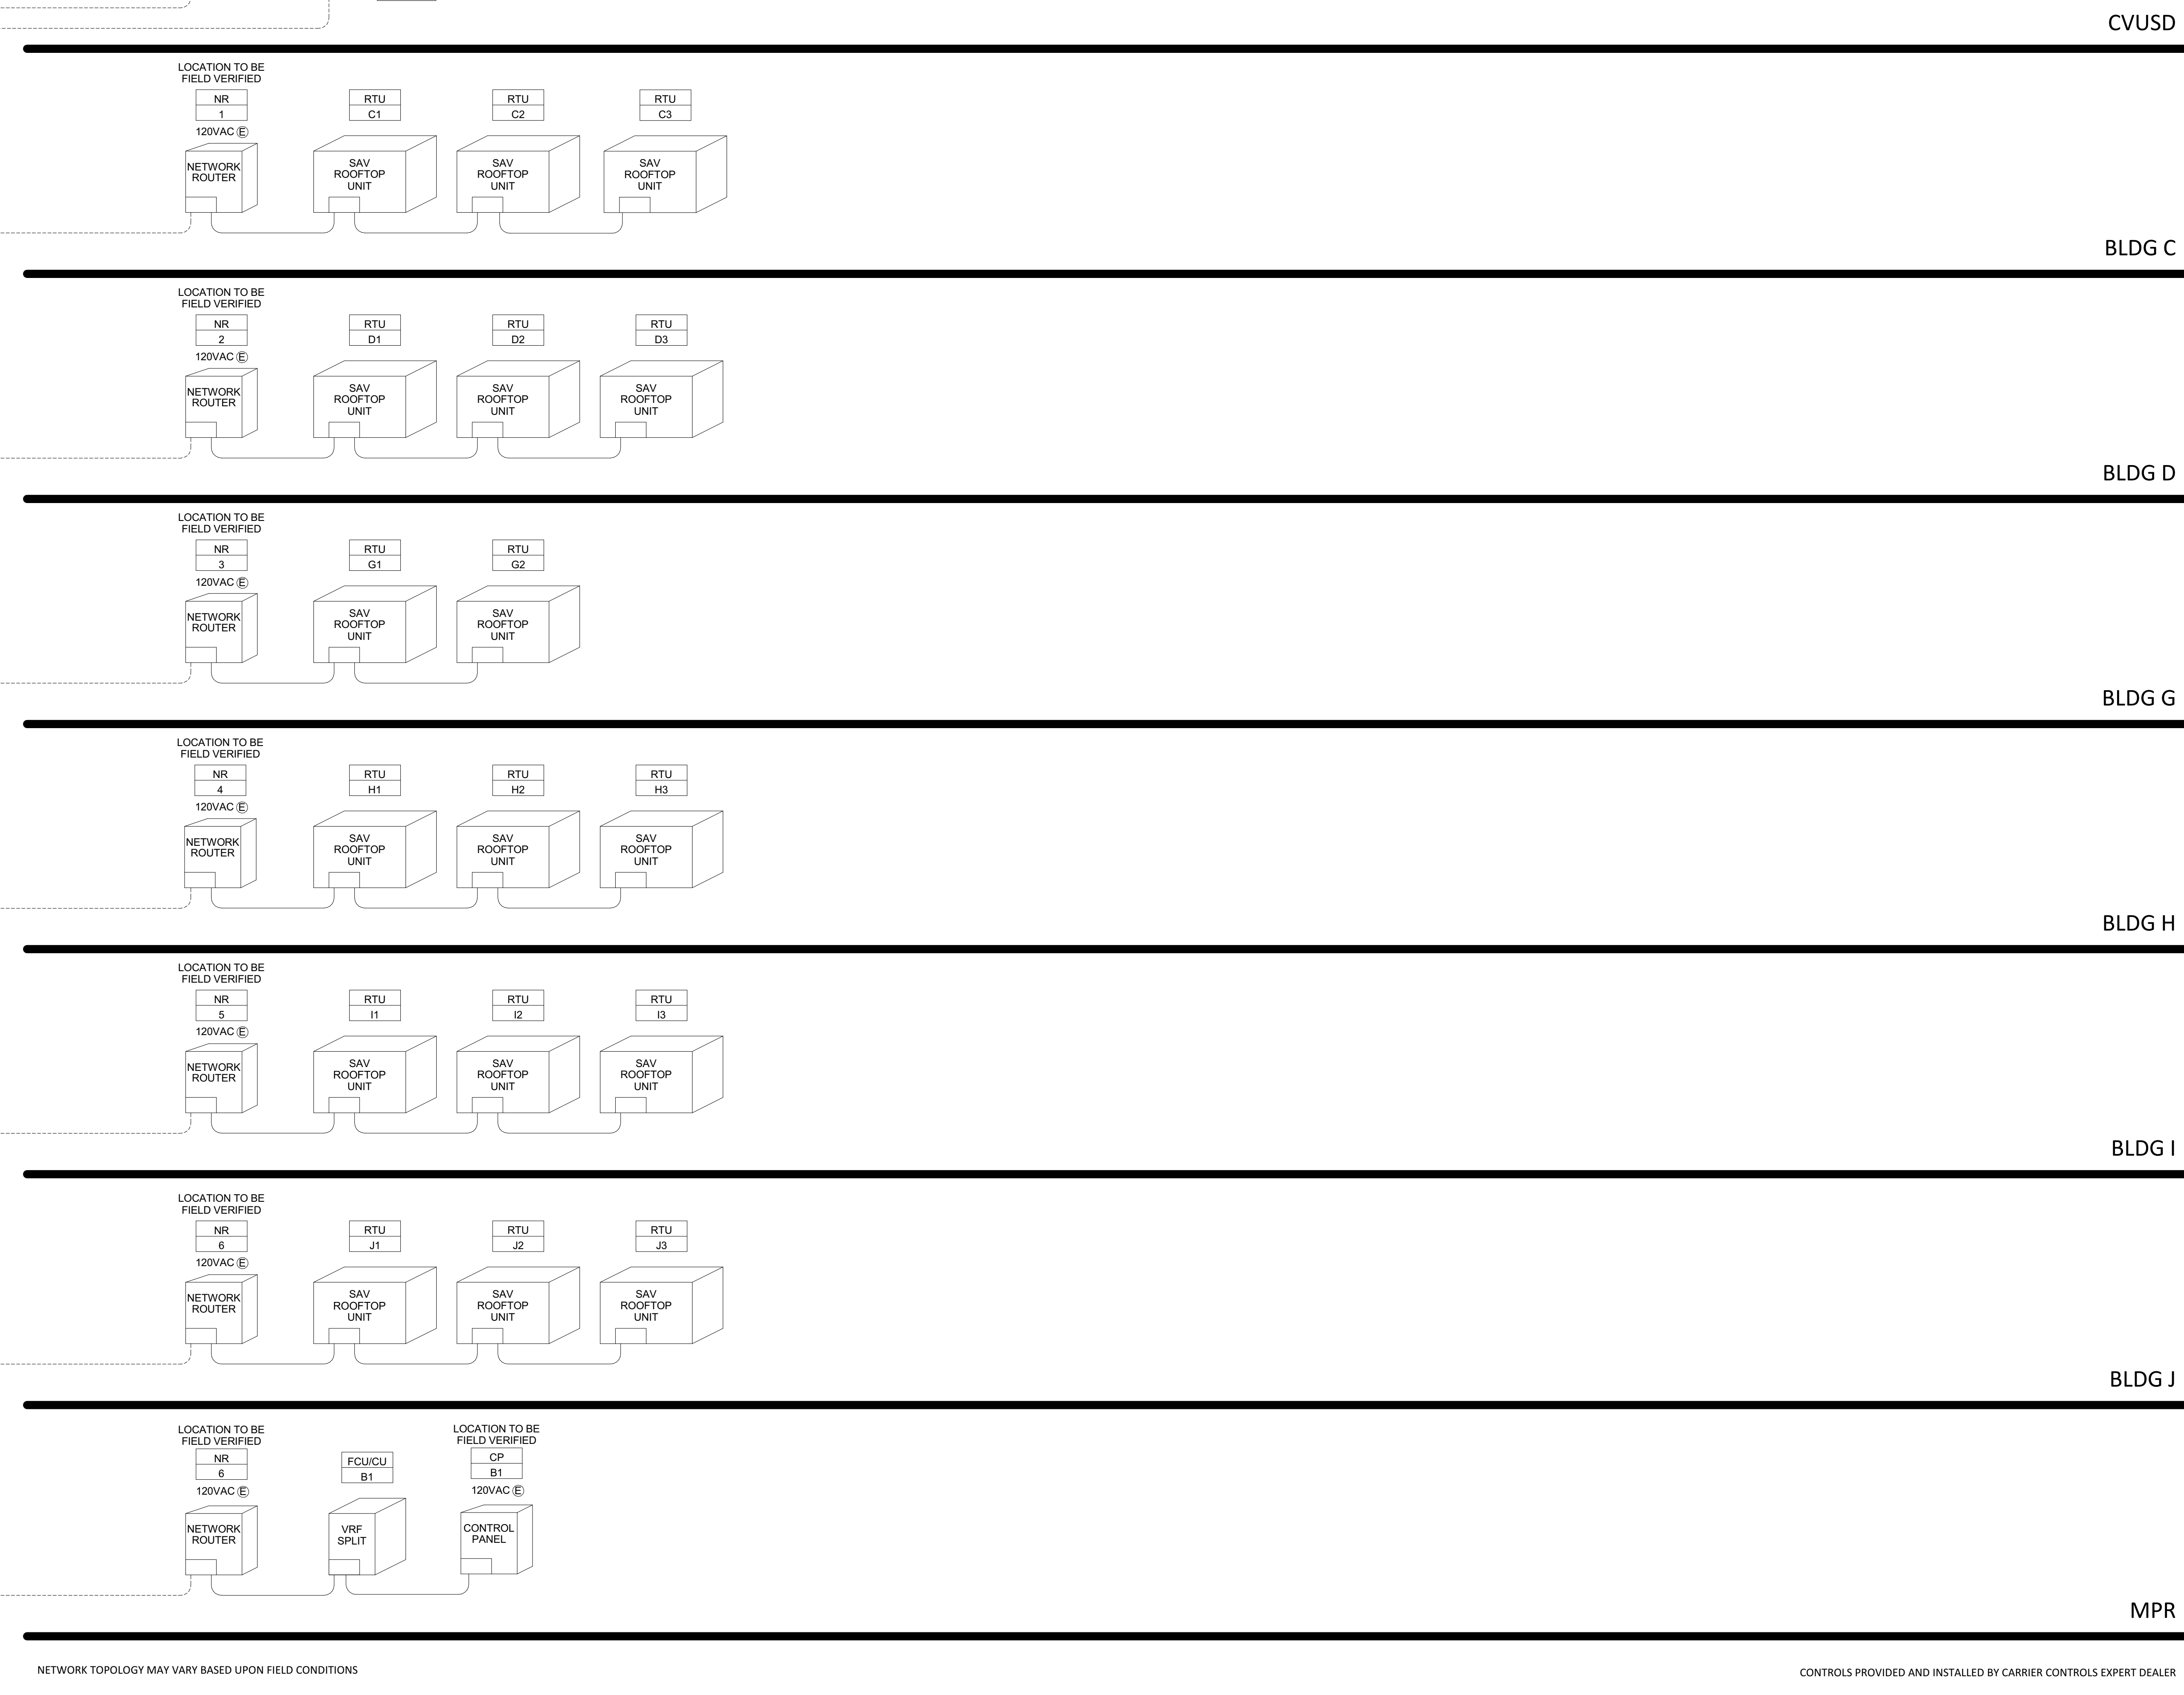 CVUSD
LOCATION TO BE
FIELD VERIFIED
NR
1
120VAC E
NETWORK
ROUTER
RTU
C1
SAV
ROOFTOP
UNIT
RTU
C2
SAV
ROOFTOP
UNIT
RTU
C3
SAV
ROOFTOP
UNIT
BLDG C
LOCATION TO BE
FIELD VERIFIED
NR
2
120VAC E
NETWORK
ROUTER
RTU
D1
SAV
ROOFTOP
UNIT
RTU
D2
SAV
ROOFTOP
UNIT
RTU
D3
SAV
ROOFTOP
UNIT
BLDG D
LOCATION TO BE
FIELD VERIFIED
NR
3
120VAC E
NETWORK
ROUTER
RTU
G1
SAV
ROOFTOP
UNIT
RTU
G2
SAV
ROOFTOP
UNIT
BLDG G
LOCATION TO BE
FIELD VERIFIED
NR
4
120VAC E
NETWORK
ROUTER
RTU
H1
SAV
ROOFTOP
UNIT
RTU
H2
SAV
ROOFTOP
UNIT
RTU
H3
SAV
ROOFTOP
UNIT
BLDG H
LOCATION TO BE
FIELD VERIFIED
NR
5
120VAC E
NETWORK
ROUTER
RTU
I1
SAV
ROOFTOP
UNIT
RTU
I2
SAV
ROOFTOP
UNIT
RTU
I3
SAV
ROOFTOP
UNIT
BLDG I
LOCATION TO BE
FIELD VERIFIED
NR
6
120VAC E
NETWORK
ROUTER
RTU
J1
SAV
ROOFTOP
UNIT
RTU
J2
SAV
ROOFTOP
UNIT
RTU
J3
SAV
ROOFTOP
UNIT
BLDG J
LOCATION TO BE
FIELD VERIFIED
NR
6
120VAC E
NETWORK
ROUTER
FCU/CU
B1
VRF
SPLIT
LOCATION TO BE
FIELD VERIFIED
CP
B1
120VAC E
CONTROL
PANEL
MPR
NETWORK TOPOLOGY MAY VARY BASED UPON FIELD CONDITIONS
CONTROLS PROVIDED AND INSTALLED BY CARRIER CONTROLS EXPERT DEALER